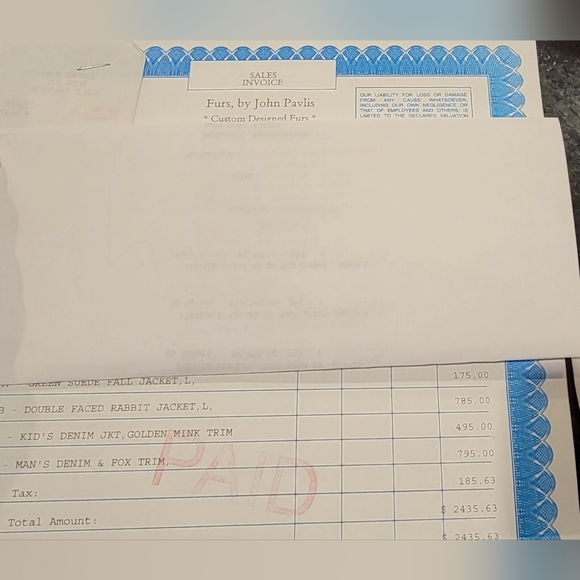 SALES
INVOICE
Furs, by John Pavlis
* Custom Designed Furs *
OUR LIABILITY FOR LOSS OR DAMAGE
FROM ANY CAUSE WHATSOEVER,
INCLUDING OUR OWN NEGLIGENCE OR
THAT OF EMPLOYEES AND OTHERS, IS
LIMITED TO THE DECLARED VALUATION
- GREEN SUEDE FALL JACKET,L, 175.00
B - DOUBLE FACED RABBIT JACKET,L, 785.00
- KID'S DENIM JKT,GOLDEN MINK TRIM 495.00
- MAN'S DENIM & FOX TRIM, 795.00
PAID
Tax: 185.63
Total Amount: $ 2435.63
$ 2435.63